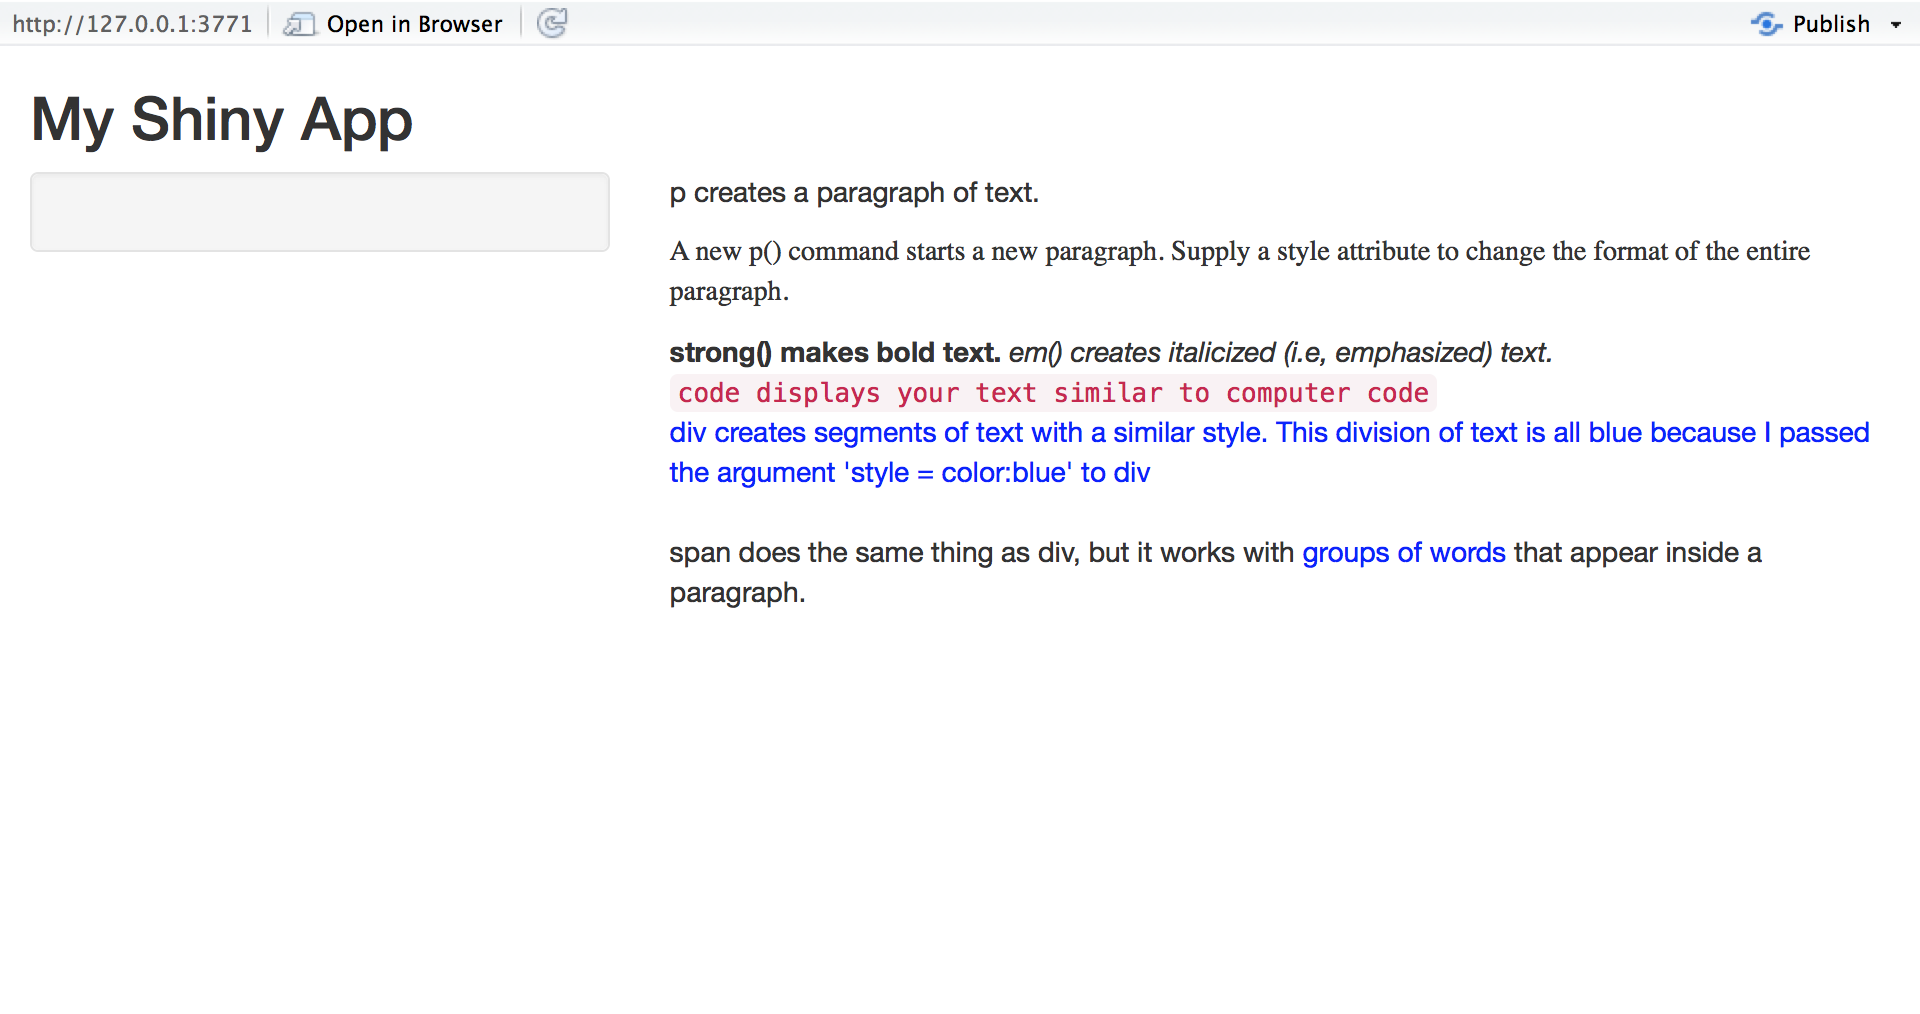 http://127.0.0.1:3771 Open in Browser Publish
My Shiny App
p creates a paragraph of text.
A new p() command starts a new paragraph. Supply a style attribute to change the format of the entire
paragraph.
strong() makes bold text. em() creates italicized (i.e, emphasized) text.
code displays your text similar to computer code
div creates segments of text with a similar style. This division of text is all blue because I passed
the argument 'style = color:blue' to div
span does the same thing as div, but it works with groups of words that appear inside a
paragraph.